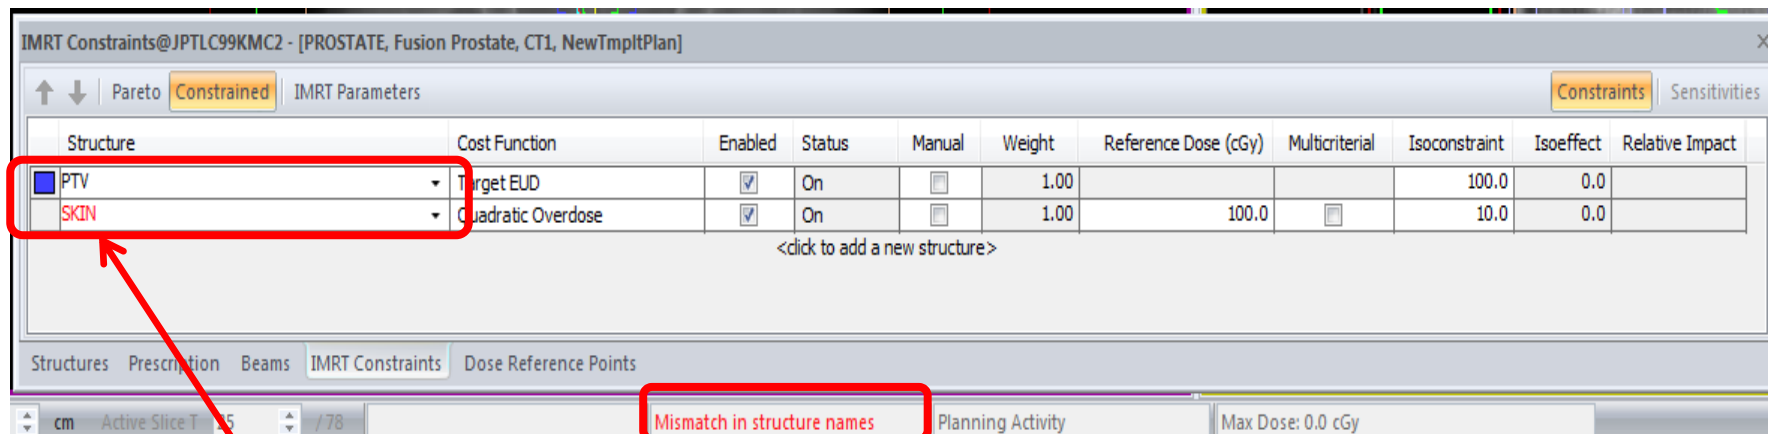 IMRT Constraints@JPTLC99KMC2 - [PROSTATE, Fusion Prostate, CT1, NewTmpltPlan]
Pareto Constrained IMRT Parameters Constraints Sensitivities
Structure Cost Function Enabled Status Manual Weight Reference Dose (cGy) Multicriterial Isoconstraint Isoeffect Relative Impact
PTV Target EUD On 1.00 100.0 0.0
SKIN Quadratic Overdose On 1.00 100.0 10.0 0.0
<click to add a new structure>
Structures Prescription Beams IMRT Constraints Dose Reference Points
cm Active Slice T / 78 Mismatch in structure names Planning Activity Max Dose: 0.0 cGy